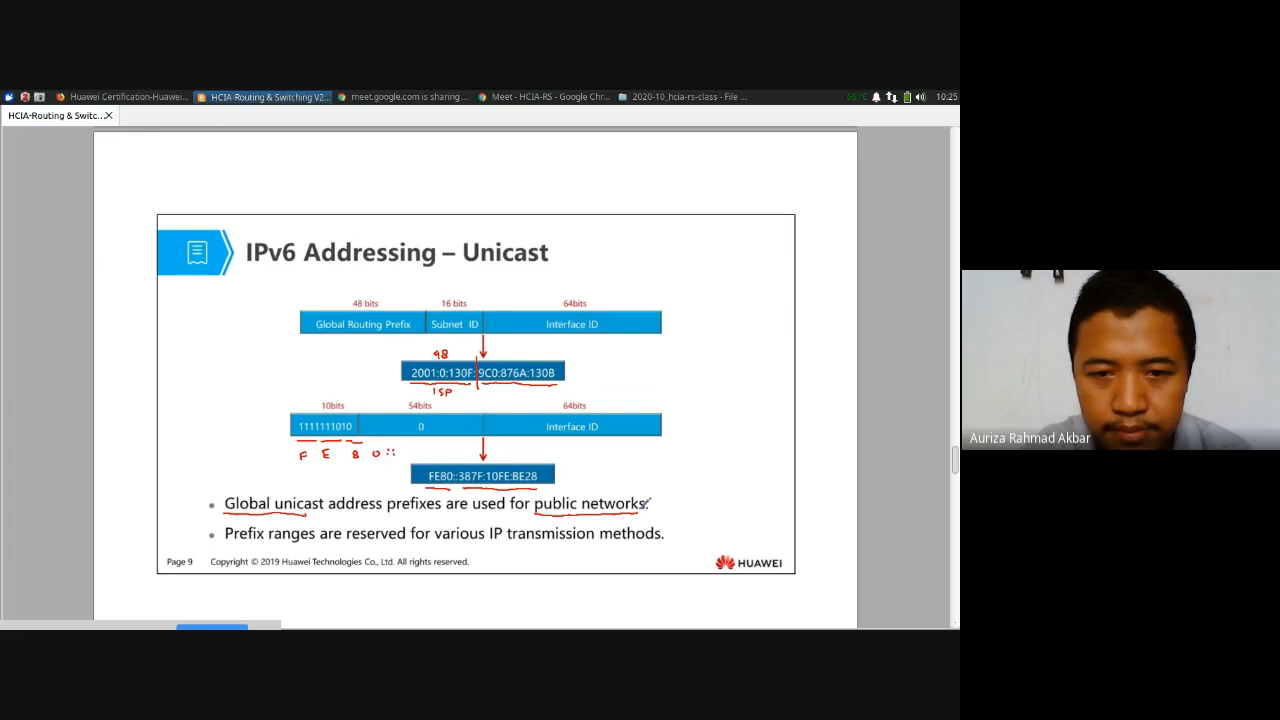 Huawei Certification-Huawei... HCIA-Routing & Switching V2... meet.google.com is sharing ... Meet - HCIA-RS - Google Chr... 2020-10_hcia-rs-class - File ... 66°C 10:25
HCIA-Routing & Switc...
IPv6 Addressing – Unicast
48 bits 16 bits 64bits
Global Routing Prefix Subnet ID Interface ID
48
2001:0:130F:9C0:876A:130B
ISP
10bits 54bits 64bits
1111111010 0 Interface ID
F E 8 0 ::
FE80::387F:10FE:BE28
Global unicast address prefixes are used for public networks.
Prefix ranges are reserved for various IP transmission methods.
Page 9 Copyright © 2019 Huawei Technologies Co., Ltd. All rights reserved. HUAWEI
Auriza Rahmad Akbar